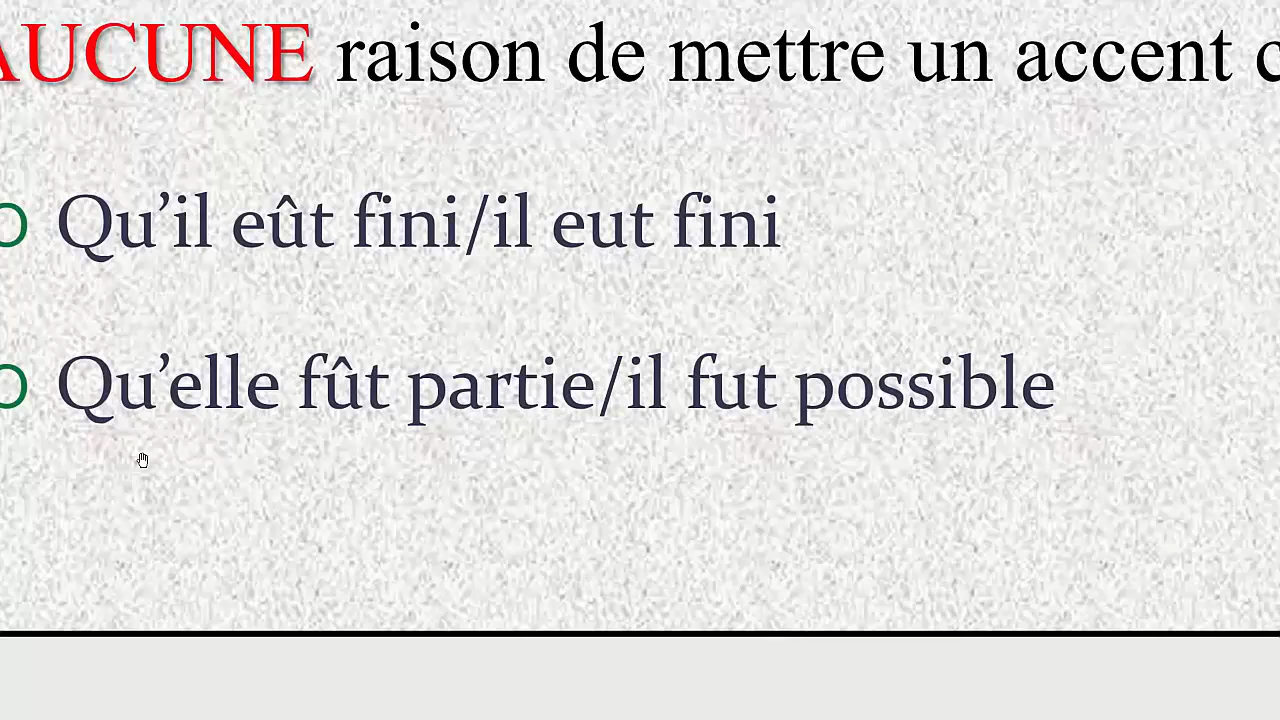 AUCUNE raison de mettre un accent
Qu’il eût fini/il eut fini
Qu’elle fût partie/il fut possible